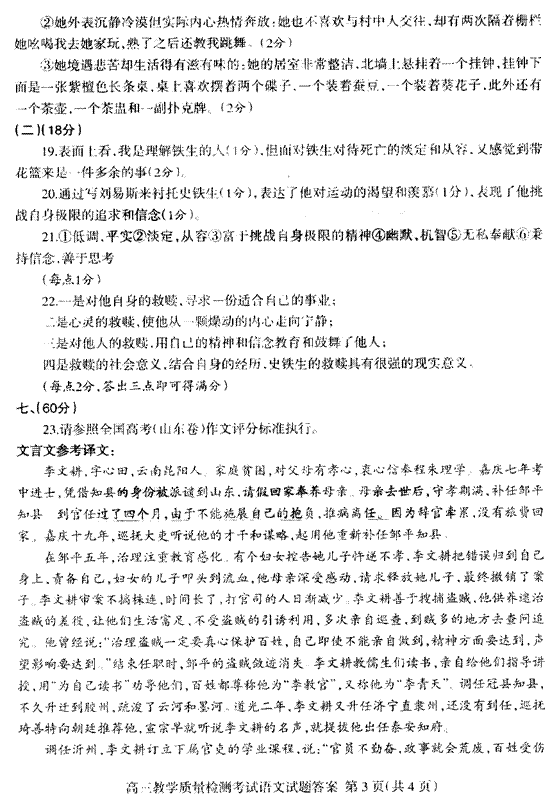 ②她外表沉静冷漠但实际内心热情奔放;她也不喜欢与村中人交往,却有两次隔着栅栏
她吆喝我去她家玩,熟了之后还教我跳舞。(2分)
③她境遇悲苦却生活得有滋有味的:她的居室非常整洁,北墙上悬挂着一个挂钟,挂钟下
面是一张紫檀色长条桌,桌上喜欢摆着两个碟子,一个装着蚕豆,一个装着葵花子,此外还有
一个茶壶,一个茶盅和一副扑克牌。(2分)
(二)(18分)
19.表面上看,我是理解铁生的人(1分),但面对铁生对待死亡的淡定和从容,又感觉到带
花篮来是一件多余的事(2分)。
20.通过写刘易斯来衬托史铁生(1分),表达了他对运动的渴望和羡慕(1分),表现了他挑
战自身极限的追求和信念(1分)。
21.①低调,平实②淡定,从容③富于挑战自身极限的精神④幽默,机智⑤无私奉献⑥秉
持信念,善于思考
(每点1分)
22.一是对他自身的救赎,寻求一份适合自己的事业;
二是心灵的救赎,使他从一颗燥动的内心走向宁静;
三是对他人的救赎,用自己的精神和信念教育和鼓舞了他人;
四是救赎的社会意义,结合自身的经历,史铁生的救赎具有很强的现实意义。
(每点2分,答出三点即可得满分)
七、(60分)
23.请参照全国高考(山东卷)作文评分标准执行。
文言文参考译文:
李文耕,字心田,云南昆阳人。家庭贫困,对父母有孝心,衷心信奉程朱理学。嘉庆七年考
中进士,凭借知县的身份被派谴到山东,请假回家奉养母亲。母亲去世后,守孝期满,补任邹平
知县 到官任过了四个月,由于不能施展自己的抱负,推病离任。因为辞官牵累,没有旅费回
家。嘉庆十九年,巡抚大吏听说他的才干和谋略,起用他重新补任邹平知县。
在邹平五年,治理注重教育感化。有个妇女控告她儿子忤逆不孝,李文耕把错误归到自己
身上,责备自己,妇女的儿子叩头到流血,他母亲深受感动,请求释放她儿子,最终撤销了案
子。李文耕审案不搞株连,时间长了,打官司的人日渐减少。李文耕善于搜捕盗贼,他供养逮治
盗贼的差役,让他们生活富足,不受盗贼的引诱利用,多次亲自巡查,到贼多的地方去查问追
究。他曾经说:“治理盗贼一定要真心保护百姓,自己即使不能亲自做到,精神方面要达到,声
望影响要达到。”结束任职时,邹平的盗贼敛迹消失。李文耕教儒生们读书,亲自给他们指导讲
授,用“为自己读书”劝导他们,百姓都尊称他为“李教官”,又称他为“李青天”。调任冠县知县,
不久升迁到胶州,疏浚了云河和墨河。道光二年,李文耕又升任济宁直隶州,还没有到任,巡抚
琦善特向朝廷推荐他,宣宗早就听说李文耕的名声,就提拔他出任泰安知府。
调任沂州,李文耕订立下属官吏的学业课程,说:“官员不勤奋,政事就会荒废,百姓受伤
高三教学质量检测考试语文试题答案 第3页(共4页)